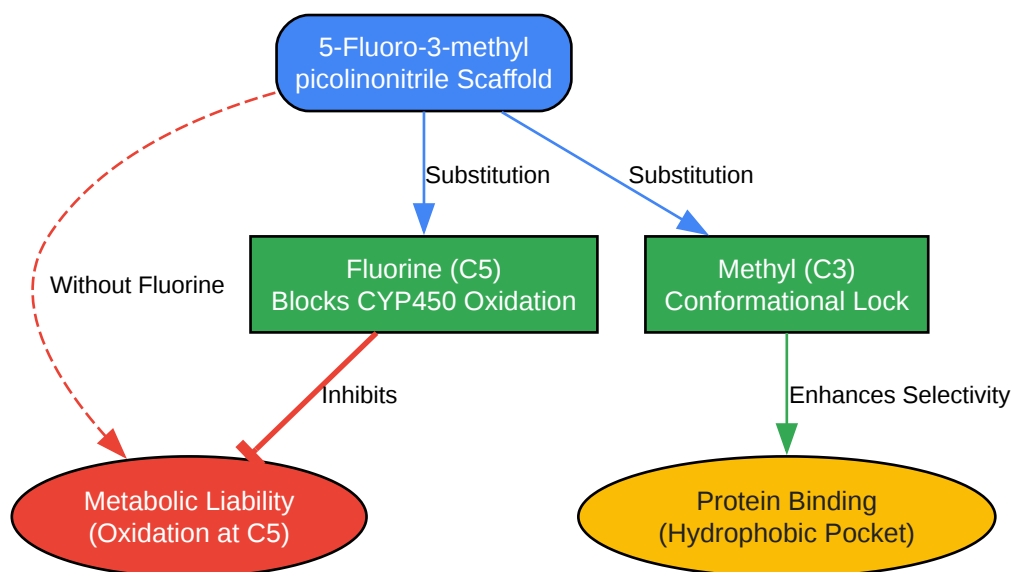 5-Fluoro-3-methyl
picolinonitrile Scaffold
Substitution
Substitution
Without Fluorine
Fluorine (C5)
Blocks CYP450 Oxidation
Methyl (C3)
Conformational Lock
Inhibits
Enhances Selectivity
Metabolic Liability
(Oxidation at C5)
Protein Binding
(Hydrophobic Pocket)